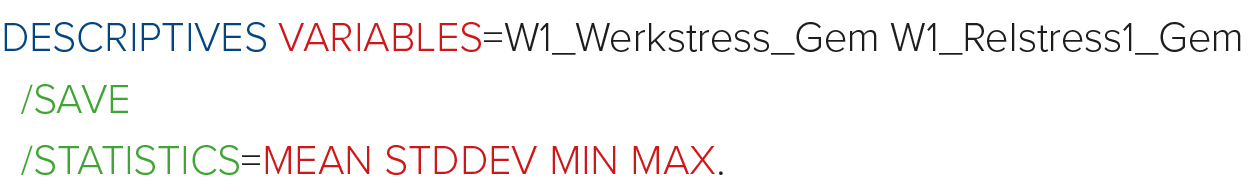 DESCRIPTIVES VARIABLES=W1_Werkstress_Gem W1_Relstress1_Gem
/SAVE
/STATISTICS=MEAN STDDEV MIN MAX.